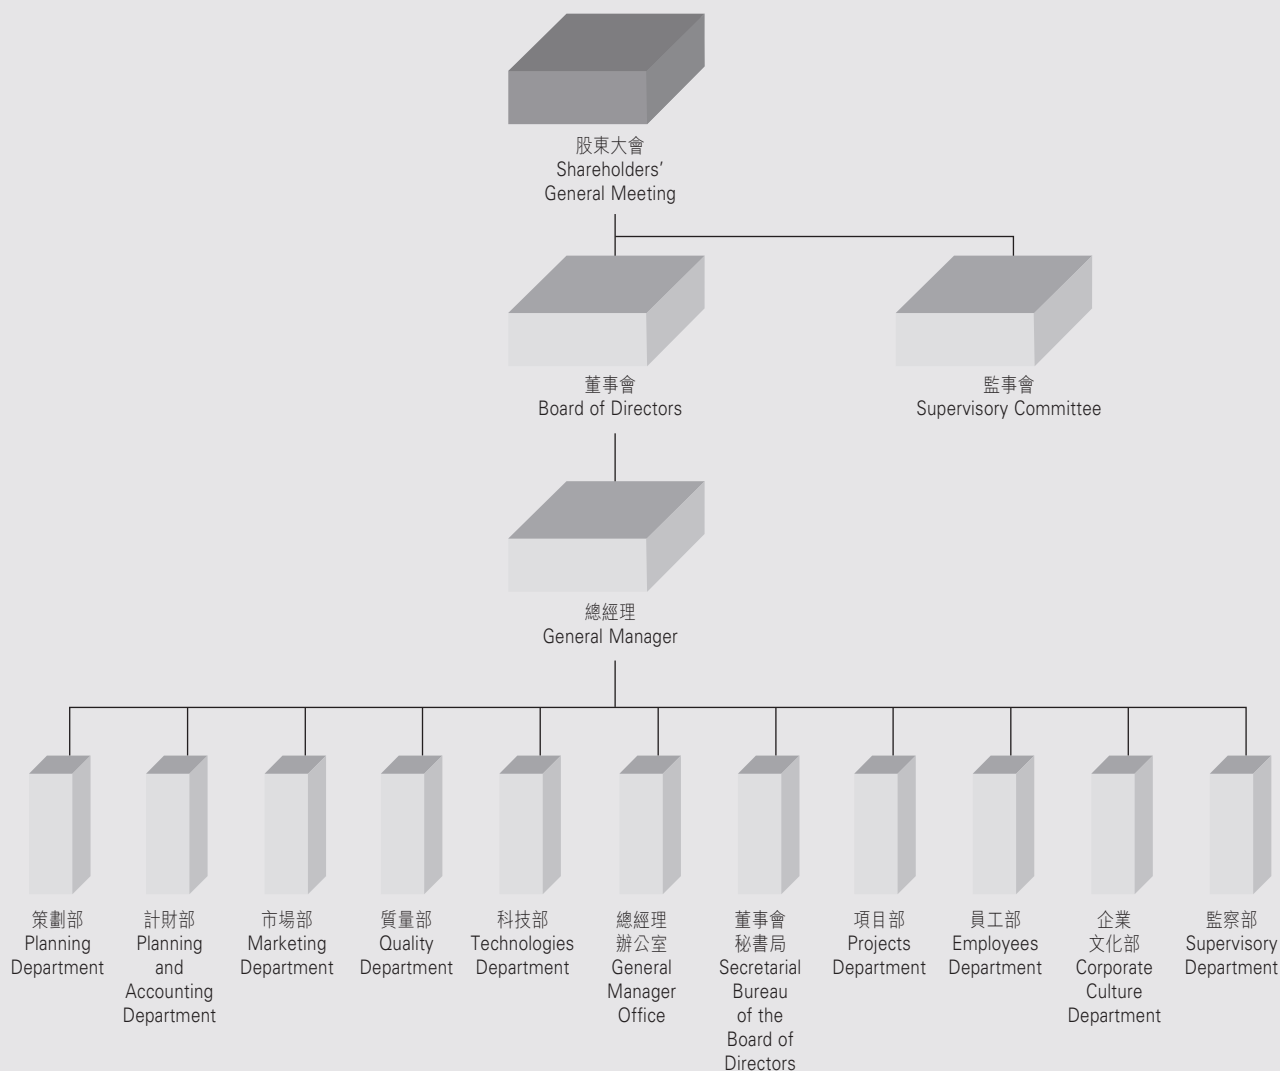 股東大會
Shareholders'
General Meeting
董事會
Board of Directors
監事會
Supervisory Committee
總經理
General Manager
策劃部
Planning
Department
計財部
Planning
and
Accounting
Department
市場部
Marketing
Department
質量部
Quality
Department
科技部
Technologies
Department
總經理
辦公室
General
Manager
Office
董事會
秘書局
Secretarial
Bureau
of the
Board of
Directors
項目部
Projects
Department
員工部
Employees
Department
企業
文化部
Corporate
Culture
Department
監察部
Supervisory
Department